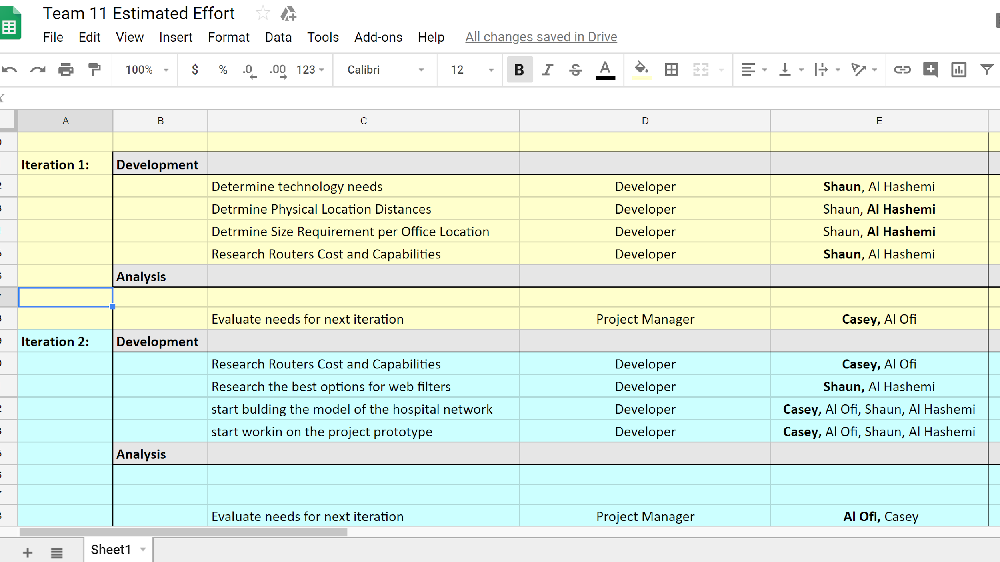 Team 11 Estimated Effort
File Edit View Insert Format Data Tools Add-ons Help All changes saved in Drive
100% $ % .0 .00 123 Calibri 12 B I S A
A B C D E
Iteration 1: Development
Determine technology needs Developer Shaun, Al Hashemi
Detrmine Physical Location Distances Developer Shaun, Al Hashemi
Detrmine Size Requirement per Office Location Developer Shaun, Al Hashemi
Research Routers Cost and Capabilities Developer Shaun, Al Hashemi
Analysis
Evaluate needs for next iteration Project Manager Casey, Al Ofi
Iteration 2: Development
Research Routers Cost and Capabilities Developer Casey, Al Ofi
Research the best options for web filters Developer Shaun, Al Hashemi
start bulding the model of the hospital network Developer Casey, Al Ofi, Shaun, Al Hashemi
start workin on the project prototype Developer Casey, Al Ofi, Shaun, Al Hashemi
Analysis
Evaluate needs for next iteration Project Manager Al Ofi, Casey
Sheet1